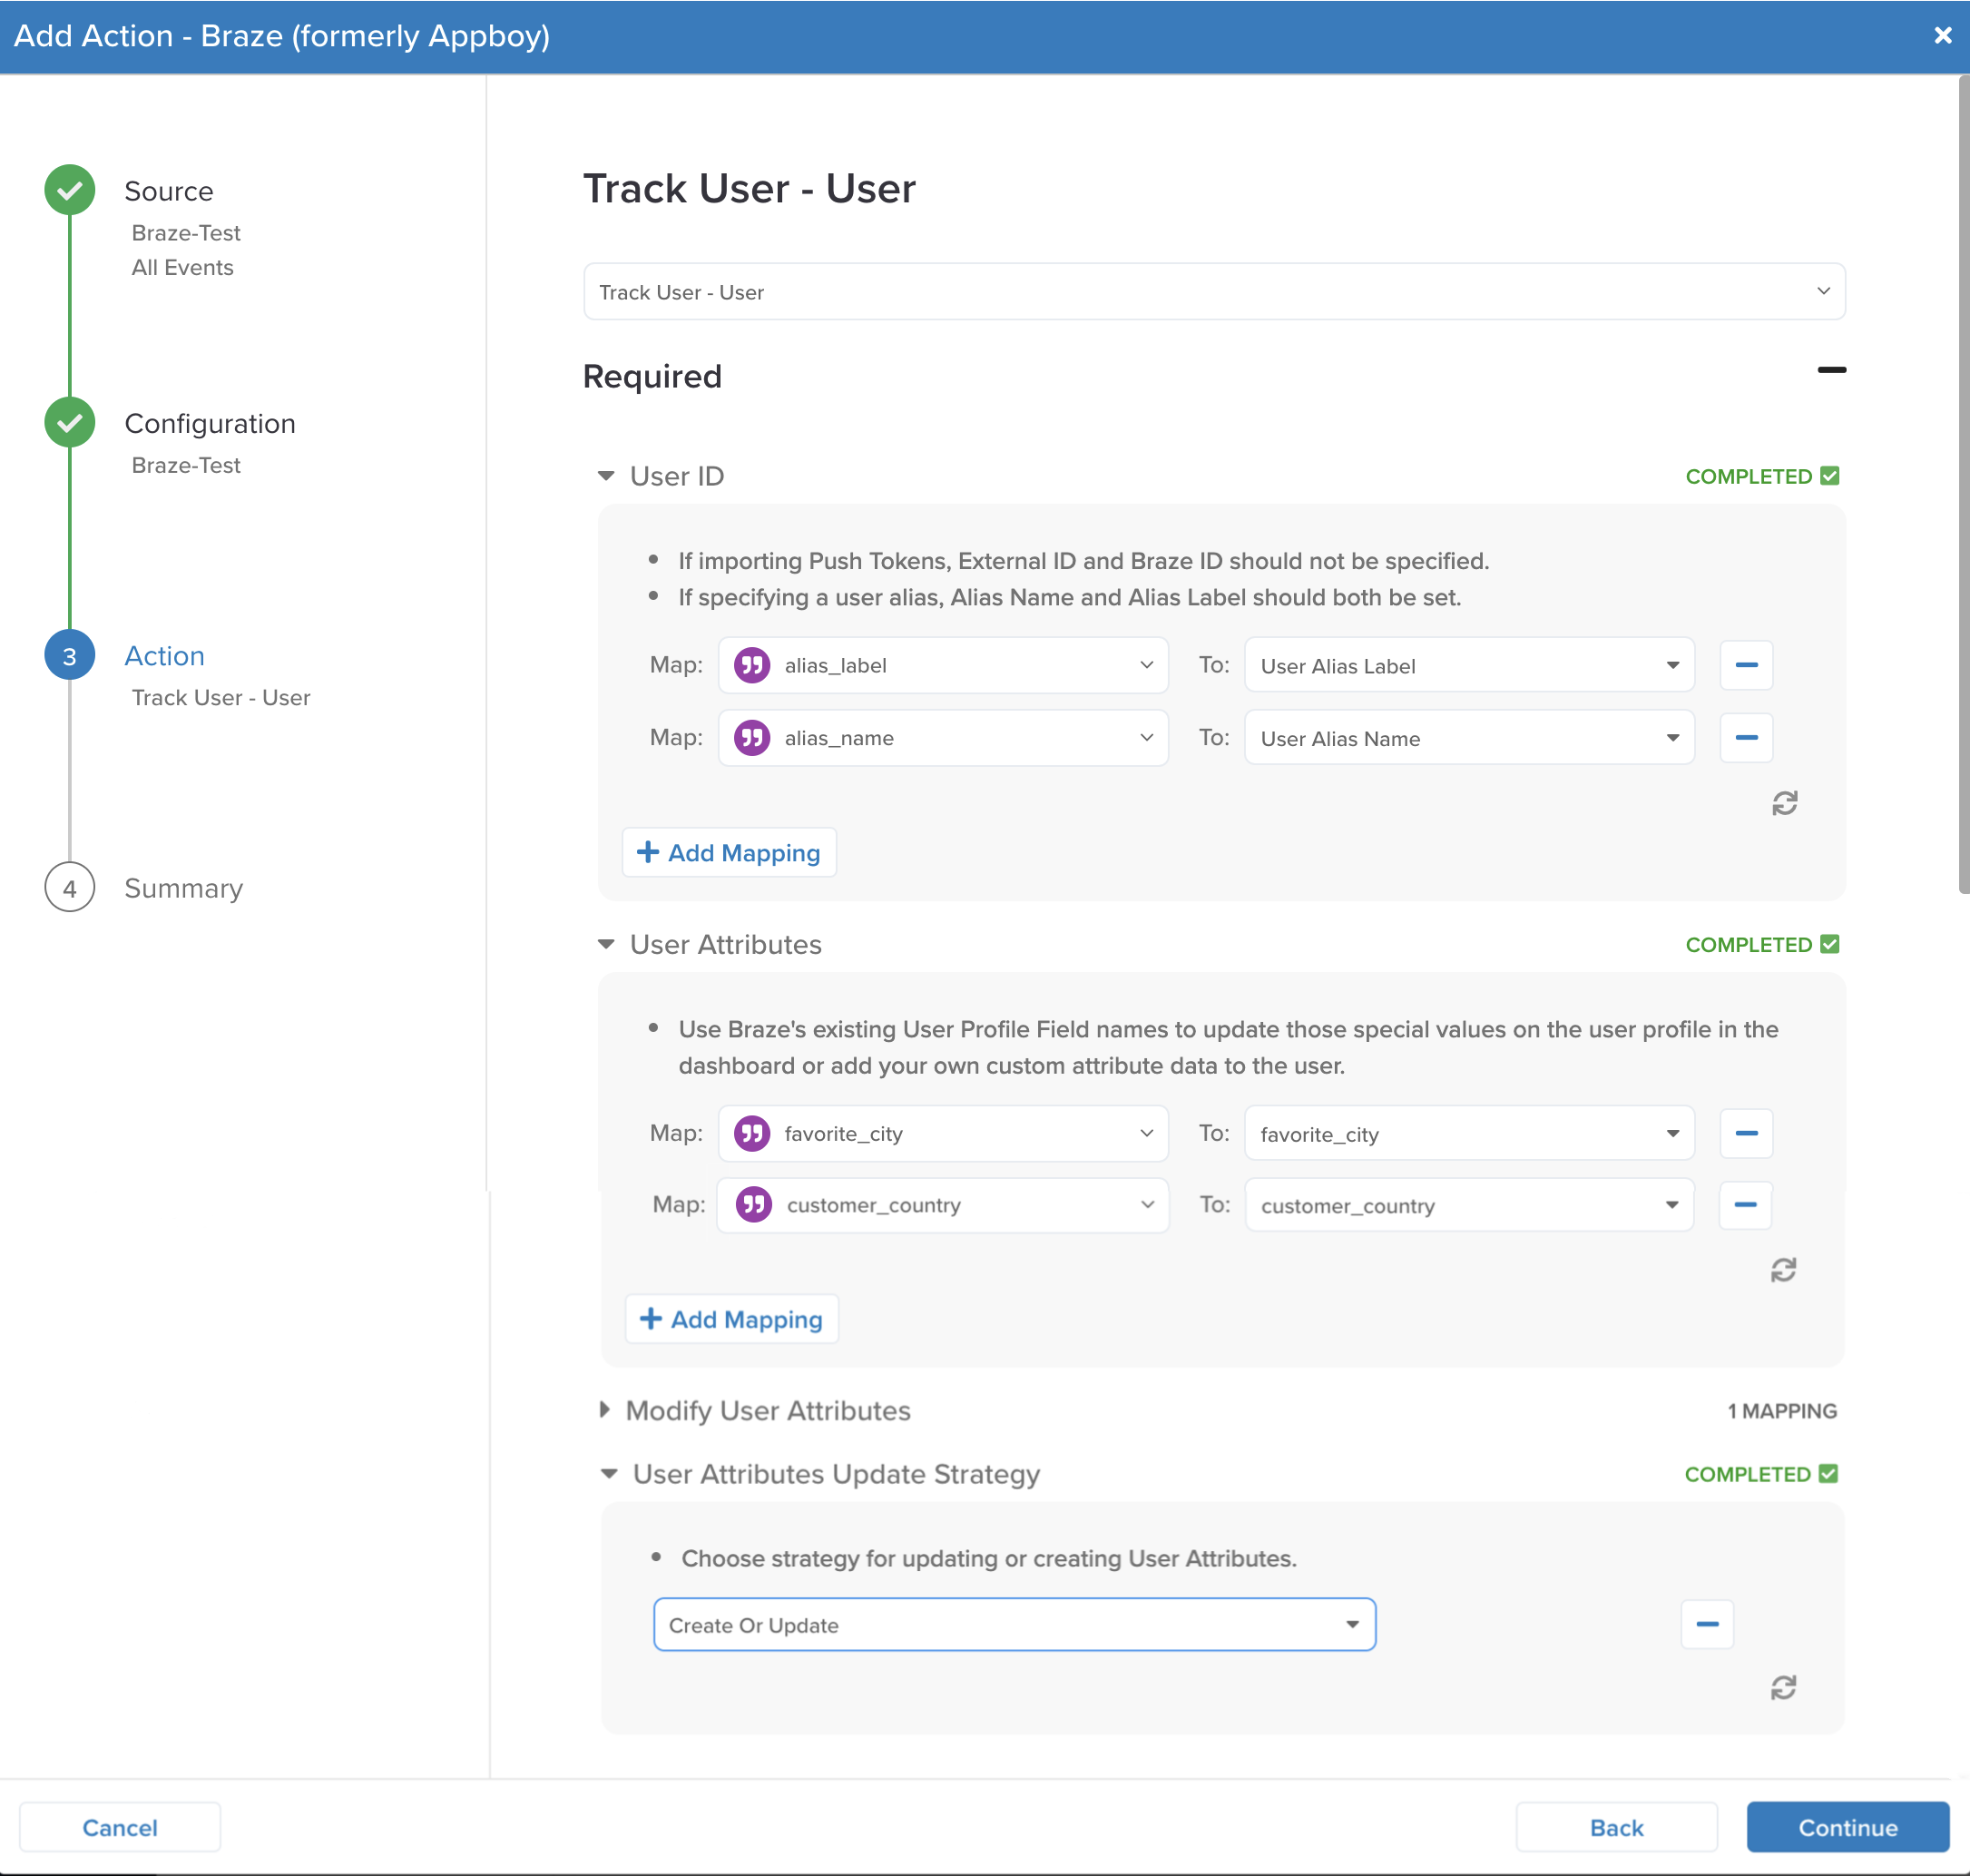 Add Action - Braze (formerly Appboy)
Source
Braze-Test
All Events
Configuration
Braze-Test
3 Action
Track User - User
4 Summary
Track User - User
Track User - User
Required
User ID COMPLETED
If importing Push Tokens, External ID and Braze ID should not be specified.
If specifying a user alias, Alias Name and Alias Label should both be set.
Map: alias_label To: User Alias Label
Map: alias_name To: User Alias Name
Add Mapping
User Attributes COMPLETED
Use Braze's existing User Profile Field names to update those special values on the user profile in the
dashboard or add your own custom attribute data to the user.
Map: favorite_city To: favorite_city
Map: customer_country To: customer_country
Add Mapping
Modify User Attributes 1 MAPPING
User Attributes Update Strategy COMPLETED
Choose strategy for updating or creating User Attributes.
Create Or Update
Cancel Back Continue